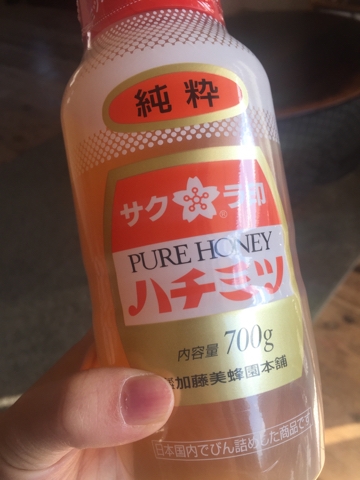 純粋
サクラ印
®
PURE HONEY
ハチミツ
内容量 700g
加藤美蜂園本舗
日本国内でびん詰めした商品です